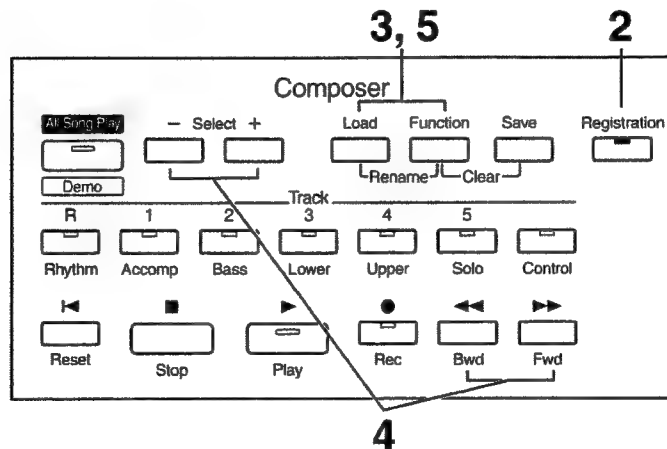 3, 5 2
Composer
All Song Play − Select + Load Function Save Registration
Demo Rename Clear
Track
R 1 2 3 4 5
Rhythm Accomp Bass Lower Upper Solo Control
Reset Stop Play Rec Bwd Fwd
4